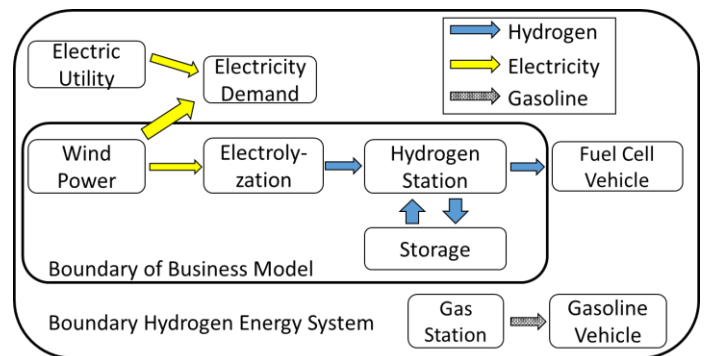 Electric
Utility
Electricity
Demand
Hydrogen
Electricity
Gasoline
Wind
Power
Electroly-
zation
Hydrogen
Station
Fuel Cell
Vehicle
Storage
Boundary of Business Model
Boundary Hydrogen Energy System
Gas
Station
Gasoline
Vehicle